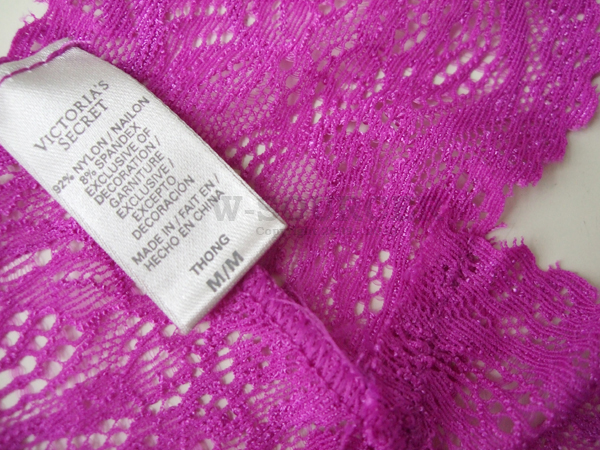 VICTORIA'S
SECRET
92% NYLON / NAILON
8% SPANDEX
EXCLUSIVE OF
DECORATION /
GARNITURE
EXCLUSIVE /
EXCEPTO
DECORACIÓN
MADE IN / FAIT EN /
HECHO EN CHINA
THONG
M/M